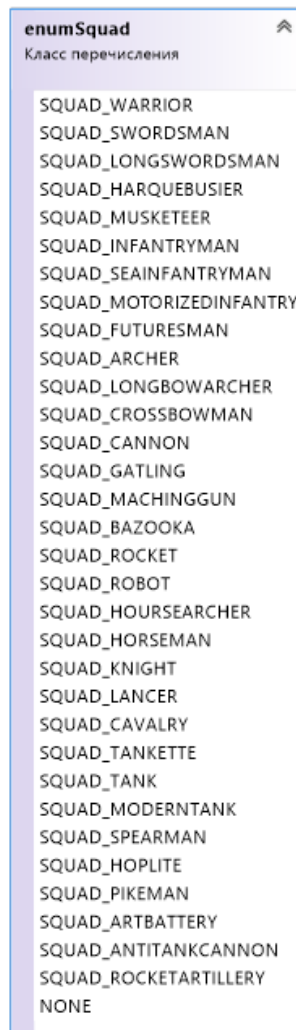 enumSquad
Класс перечисления
SQUAD_WARRIOR
SQUAD_SWORDSMAN
SQUAD_LONGSWORDSMAN
SQUAD_HARQUEBUSIER
SQUAD_MUSKETEER
SQUAD_INFANTRYMAN
SQUAD_SEAINFANTRYMAN
SQUAD_MOTORIZEDINFANTRY
SQUAD_FUTURESMAN
SQUAD_ARCHER
SQUAD_LONGBOWARCHER
SQUAD_CROSSBOWMAN
SQUAD_CANNON
SQUAD_GATLING
SQUAD_MACHINGGUN
SQUAD_BAZOOKA
SQUAD_ROCKET
SQUAD_ROBOT
SQUAD_HOURSEARCHER
SQUAD_HORSEMAN
SQUAD_KNIGHT
SQUAD_LANCER
SQUAD_CAVALRY
SQUAD_TANKETTE
SQUAD_TANK
SQUAD_MODERNTANK
SQUAD_SPEARMAN
SQUAD_HOPLITE
SQUAD_PIKEMAN
SQUAD_ARTBATTERY
SQUAD_ANTITANKCANNON
SQUAD_ROCKETARTILLERY
NONE